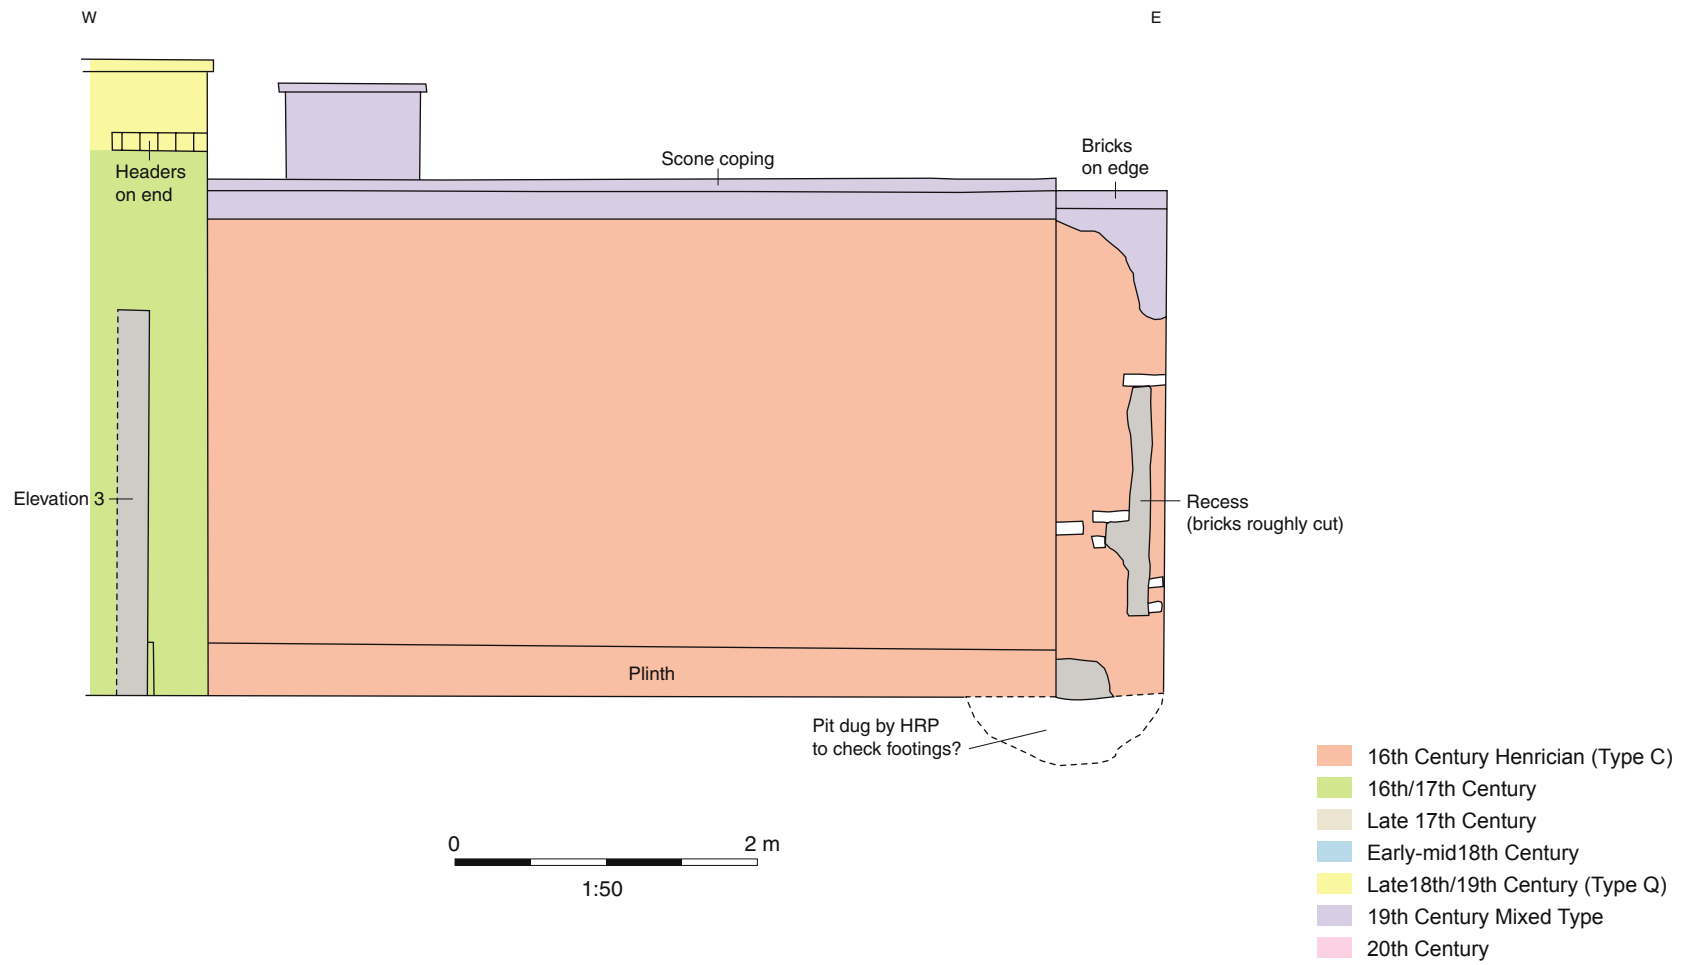 W
E
Headers
on end
Scone coping
Bricks
on edge
Elevation 3
Recess
(bricks roughly cut)
Plinth
Pit dug by HRP
to check footings?
0
2 m
1:50
16th Century Henrician (Type C)
16th/17th Century
Late 17th Century
Early-mid18th Century
Late18th/19th Century (Type Q)
19th Century Mixed Type
20th Century